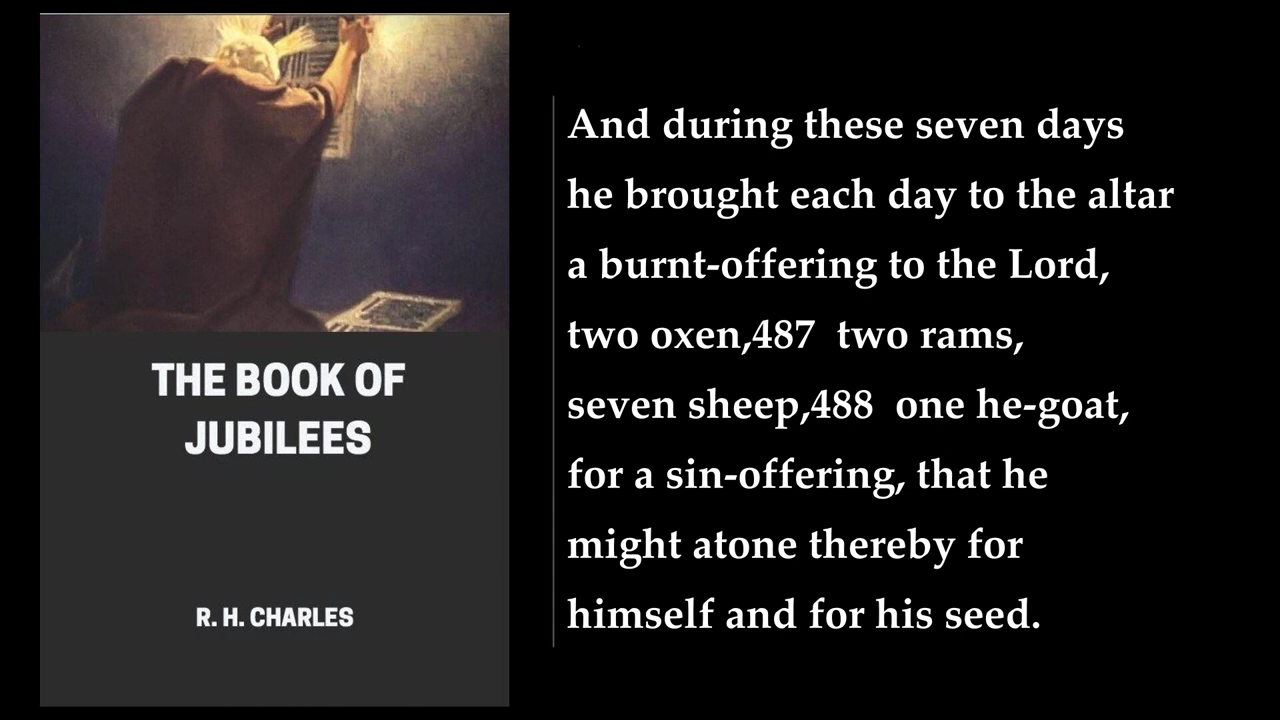 THE BOOK OF
JUBILEES
R. H. CHARLES
And during these seven days
he brought each day to the altar
a burnt-offering to the Lord,
two oxen,487  two rams,
seven sheep,488  one he-goat,
for a sin-offering, that he
might atone thereby for
himself and for his seed.